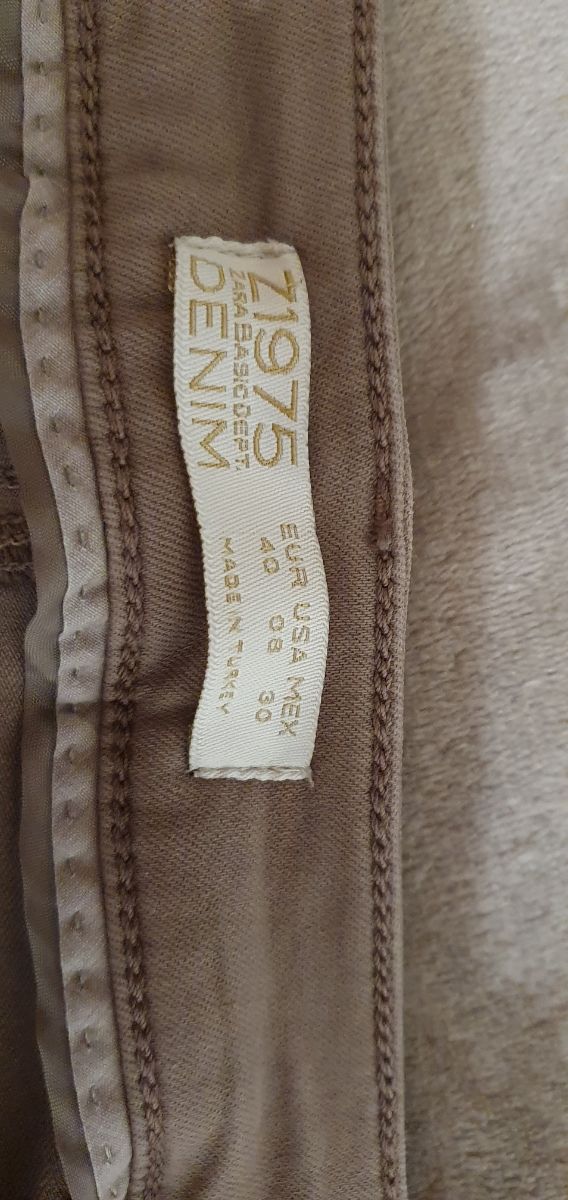 Z1975
ZARA BASIC DEPT.
DENIM
EUR USA MEX
40 08 30
MADE IN TURKEY